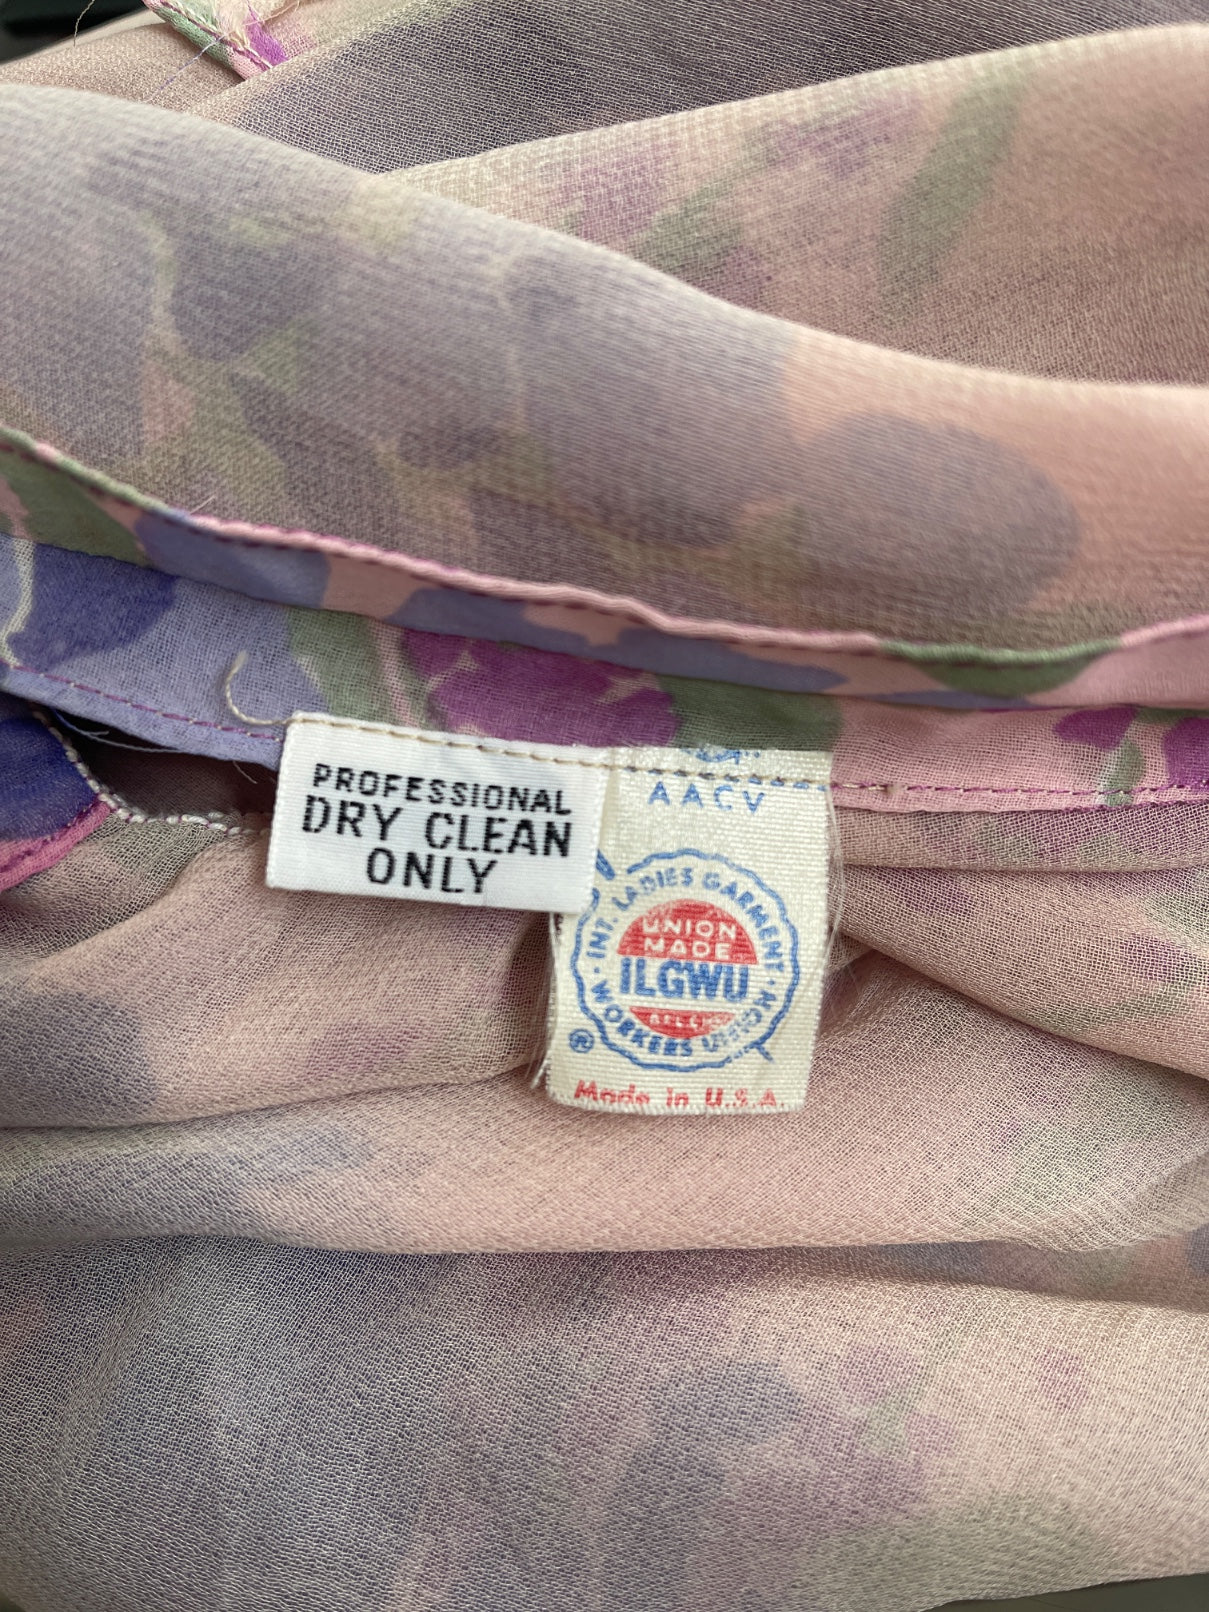 PROFESSIONAL
DRY CLEAN
ONLY
AACV
INT. LADIES GARMENT WORKERS UNION
UNION
MADE
ILGWU
®
Made in U.S.A.